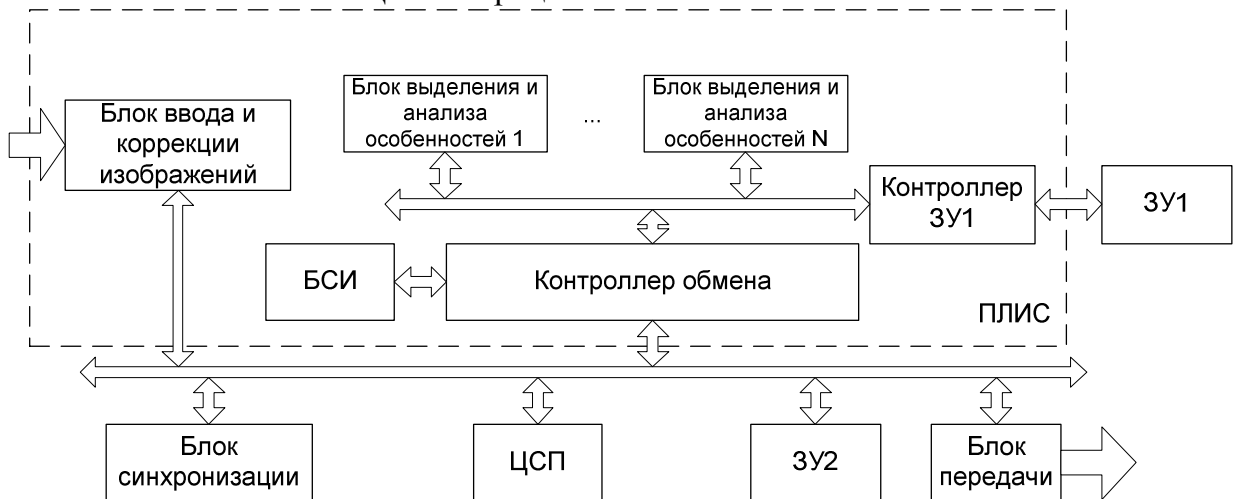 Блок ввода и
коррекции
изображений
Блок выделения и
анализа
особенностей 1
...
Блок выделения и
анализа
особенностей N
Контроллер
ЗУ1
ЗУ1
БСИ
Контроллер обмена
ПЛИС
Блок
синхронизации
ЦСП
ЗУ2
Блок
передачи